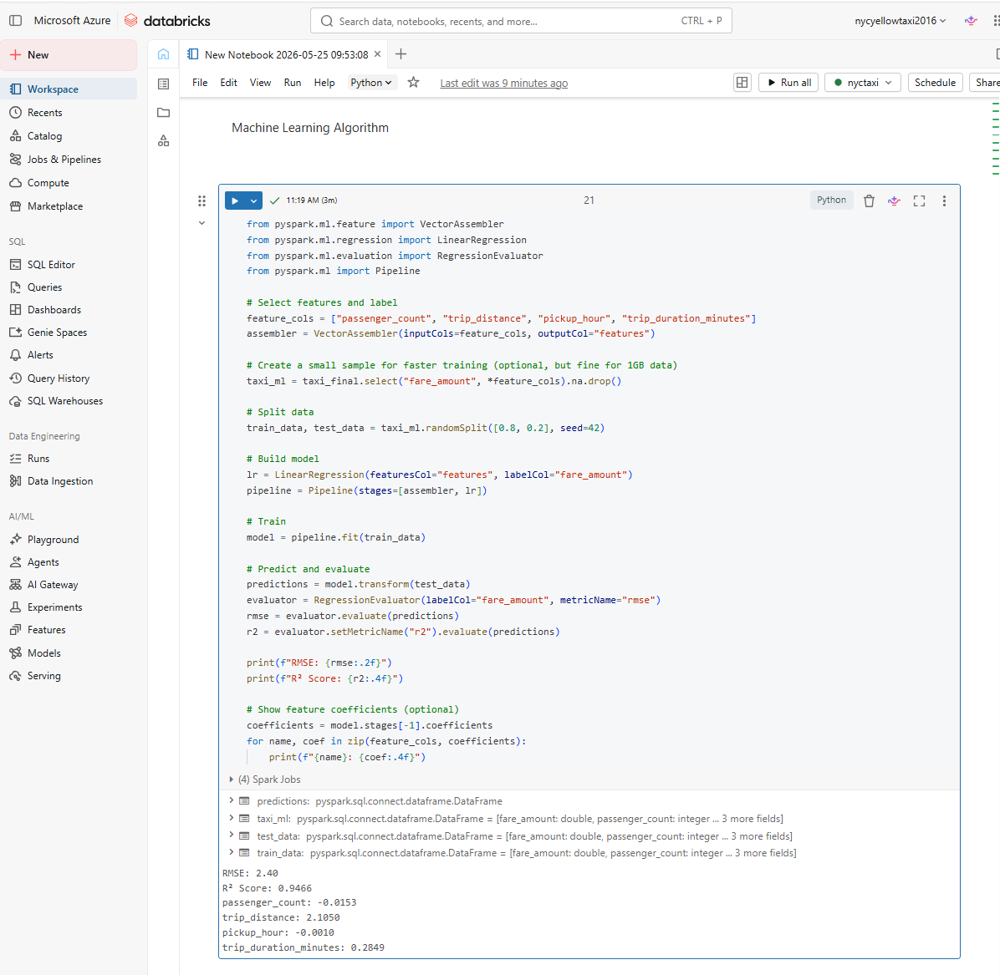 Microsoft Azure databricks
Search data, notebooks, recents, and more...
CTRL + P
nycyellowtaxi2016
New
Workspace
Recents
Catalog
Jobs & Pipelines
Compute
Marketplace
SQL
SQL Editor
Queries
Dashboards
Genie Spaces
Alerts
Query History
SQL Warehouses
Data Engineering
Runs
Data Ingestion
AI/ML
Playground
Agents
AI Gateway
Experiments
Features
Models
Serving
New Notebook 2026-05-25 09:53:08
File Edit View Run Help Python Last edit was 9 minutes ago
Run all nyctaxi Schedule Share
Machine Learning Algorithm
11:19 AM (3m)
21
Python
from pyspark.ml.feature import VectorAssembler
from pyspark.ml.regression import LinearRegression
from pyspark.ml.evaluation import RegressionEvaluator
from pyspark.ml import Pipeline
# Select features and label
feature_cols = ["passenger_count", "trip_distance", "pickup_hour", "trip_duration_minutes"]
assembler = VectorAssembler(inputCols=feature_cols, outputCol="features")
# Create a small sample for faster training (optional, but fine for 1GB data)
taxi_ml = taxi_final.select("fare_amount", *feature_cols).na.drop()
# Split data
train_data, test_data = taxi_ml.randomSplit([0.8, 0.2], seed=42)
# Build model
lr = LinearRegression(featuresCol="features", labelCol="fare_amount")
pipeline = Pipeline(stages=[assembler, lr])
# Train
model = pipeline.fit(train_data)
# Predict and evaluate
predictions = model.transform(test_data)
evaluator = RegressionEvaluator(labelCol="fare_amount", metricName="rmse")
rmse = evaluator.evaluate(predictions)
r2 = evaluator.setMetricName("r2").evaluate(predictions)
print(f"RMSE: {rmse:.2f}")
print(f"R² Score: {r2:.4f}")
# Show feature coefficients (optional)
coefficients = model.stages[-1].coefficients
for name, coef in zip(feature_cols, coefficients):
    print(f"{name}: {coef:.4f}")
(4) Spark Jobs
predictions: pyspark.sql.connect.dataframe.DataFrame
taxi_ml: pyspark.sql.connect.dataframe.DataFrame = [fare_amount: double, passenger_count: integer ... 3 more fields]
test_data: pyspark.sql.connect.dataframe.DataFrame = [fare_amount: double, passenger_count: integer ... 3 more fields]
train_data: pyspark.sql.connect.dataframe.DataFrame = [fare_amount: double, passenger_count: integer ... 3 more fields]
RMSE: 2.40
R² Score: 0.9466
passenger_count: -0.0153
trip_distance: 2.1050
pickup_hour: -0.0010
trip_duration_minutes: 0.2849